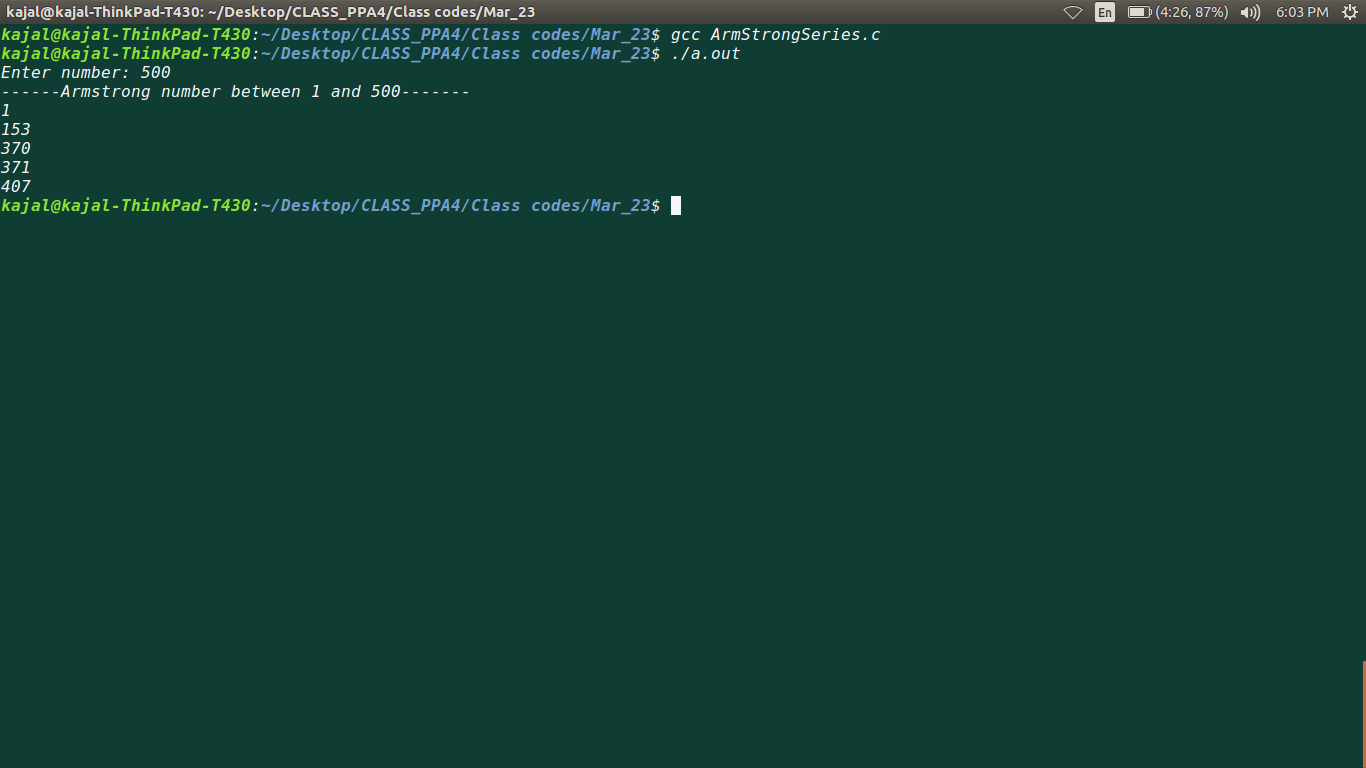 kajal@kajal-ThinkPad-T430: ~/Desktop/CLASS_PPA4/Class codes/Mar_23 En (4:26, 87%) 6:03 PM
kajal@kajal-ThinkPad-T430:~/Desktop/CLASS_PPA4/Class codes/Mar_23$ gcc ArmStrongSeries.c
kajal@kajal-ThinkPad-T430:~/Desktop/CLASS_PPA4/Class codes/Mar_23$ ./a.out
Enter number: 500
------Armstrong number between 1 and 500-------
1
153
370
371
407
kajal@kajal-ThinkPad-T430:~/Desktop/CLASS_PPA4/Class codes/Mar_23$